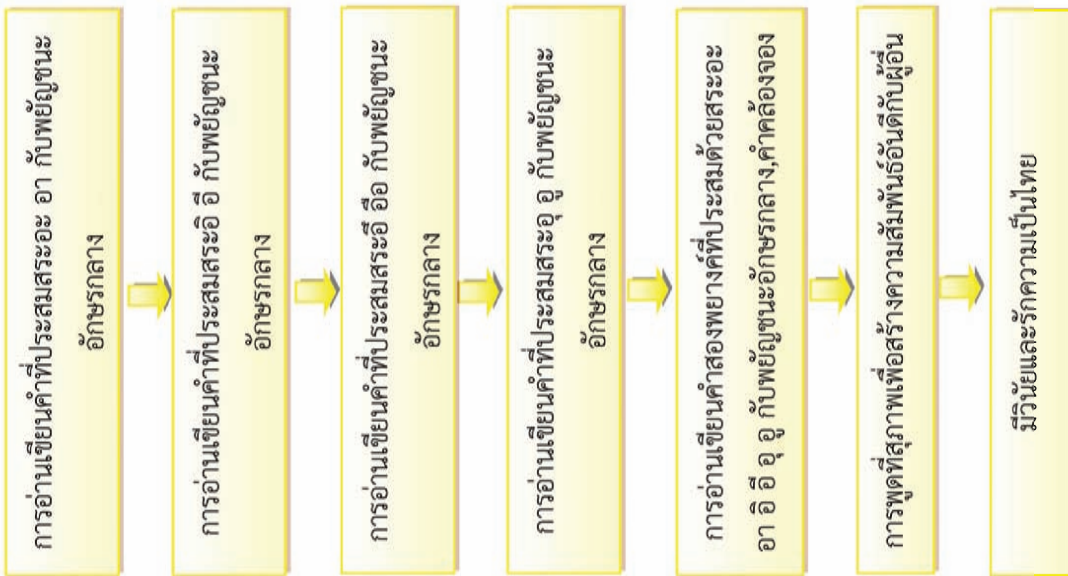 การอ่านเขียนคำที่ประสมสระอะ อา กับพยัญชนะ
อักษรกลาง
การอ่านเขียนคำที่ประสมสระอิ อี กับพยัญชนะ
อักษรกลาง
การอ่านเขียนคำที่ประสมสระอึ อือ กับพยัญชนะ
อักษรกลาง
การอ่านเขียนคำที่ประสมสระอุ อู กับพยัญชนะ
อักษรกลาง
การอ่านเขียนคำสองพยางค์ที่ประสมด้วยสระอะ
อา อิ อี อุ อู กับพยัญชนะอักษรกลาง,คำคล้องจอง
การพูดที่สุภาพเพื่อสร้างความสัมพันธ์อันดีกับผู้อื่น
มีวินัยและรักความเป็นไทย